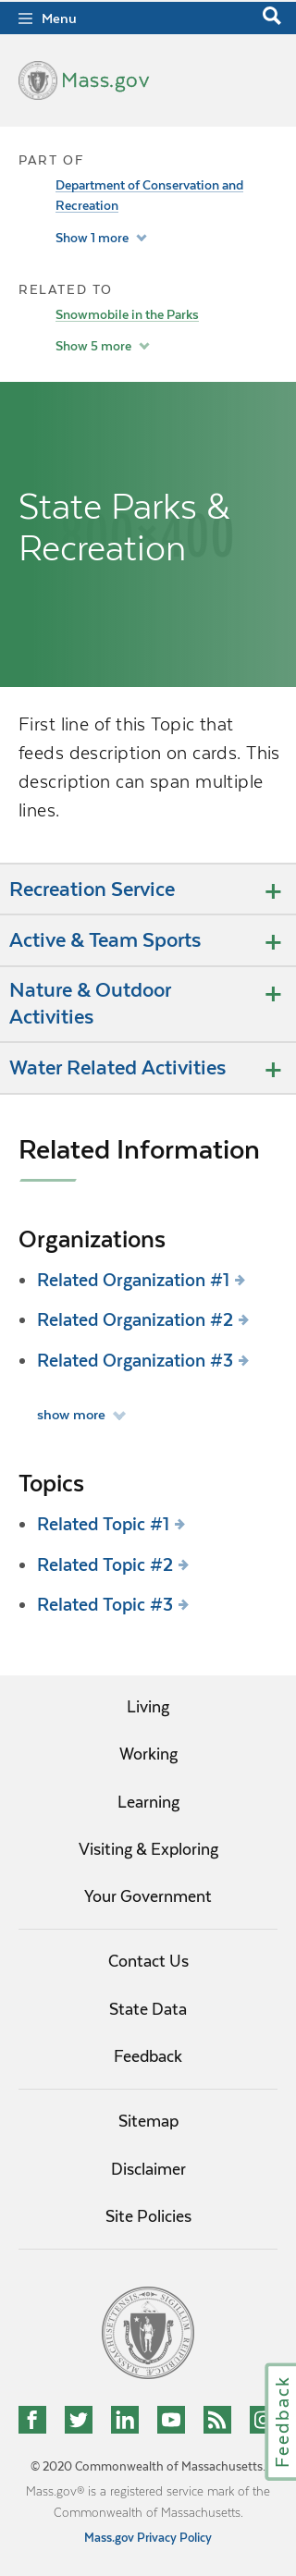 Menu
Mass.gov
PART OF
Department of Conservation and
Recreation
Show 1 more
RELATED TO
Snowmobile in the Parks
Show 5 more
State Parks &
Recreation
First line of this Topic that
feeds description on cards. This
description can span multiple
lines.
Recreation Service
Active & Team Sports
Nature & Outdoor
Activities
Water Related Activities
Related Information
Organizations
Related Organization #1
Related Organization #2
Related Organization #3
show more
Topics
Related Topic #1
Related Topic #2
Related Topic #3
Living
Working
Learning
Visiting & Exploring
Your Government
Contact Us
State Data
Feedback
Sitemap
Disclaimer
Site Policies
Feedback
© 2020 Commonwealth of Massachusetts.
Mass.gov® is a registered service mark of the
Commonwealth of Massachusetts.
Mass.gov Privacy Policy